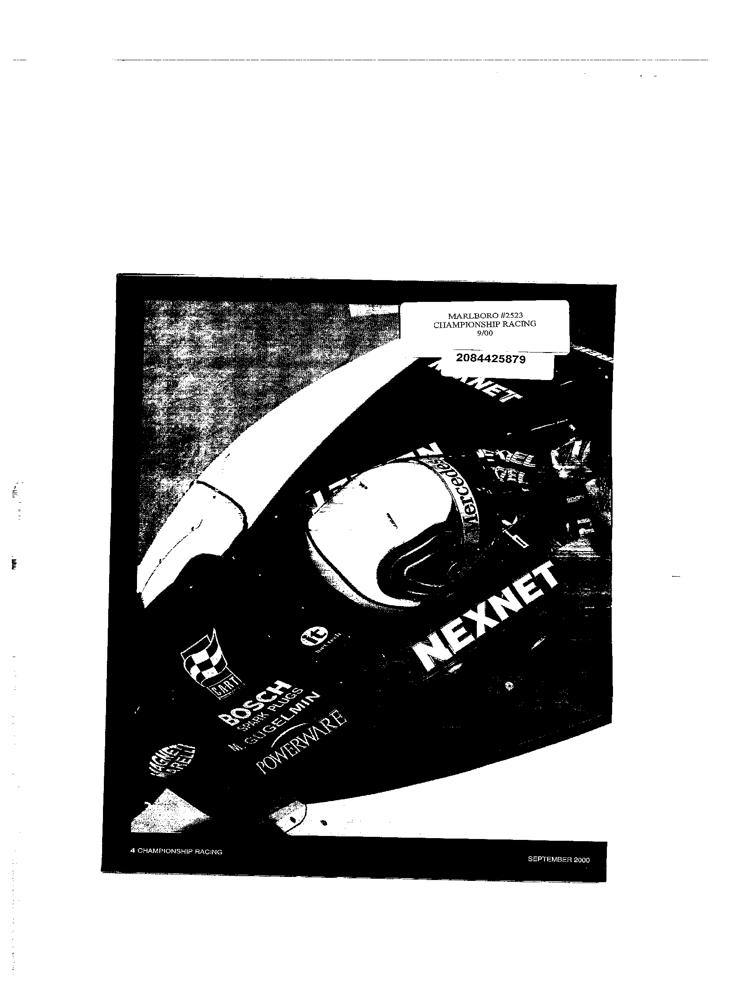 MARLBORO #2523
CHAMPIONSHIP RACING
9/00
2084425879
NEXNET
Mercedes
NEXNET
it
CART
BOSCH
SPARK PLUGS
M. GUGELMIN
POWERWARE
MAGNETI
MARELLI
4 CHAMPIONSHIP RACING
SEPTEMBER 2000